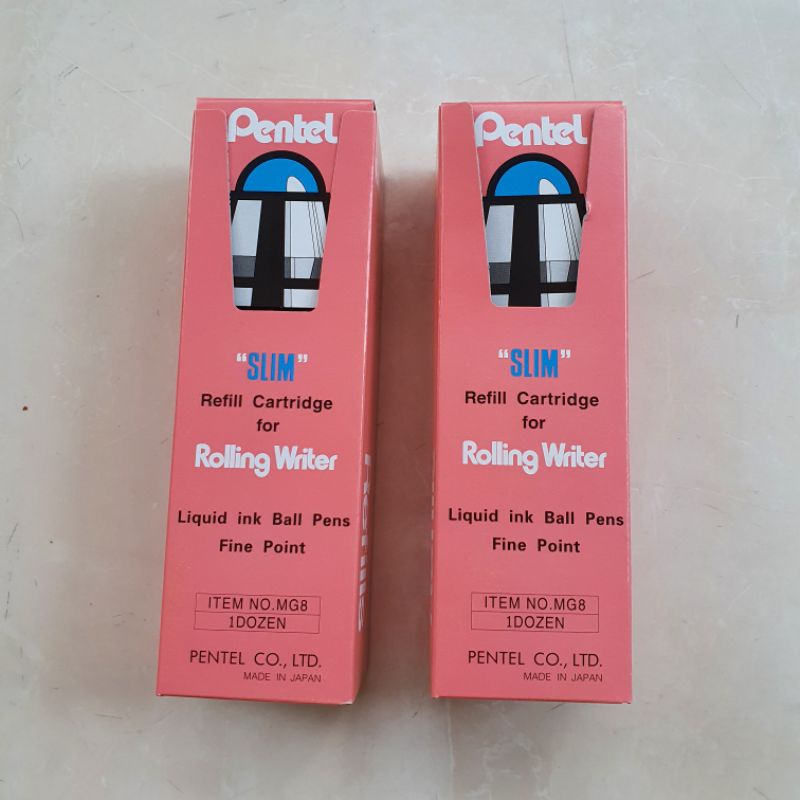 Pentel
"SLIM"
Refill Cartridge
for
Rolling Writer
Liquid ink Ball Pens
Fine Point
ITEM NO.MG8
1DOZEN
PENTEL CO., LTD.
MADE IN JAPAN
Refills
Pentel
"SLIM"
Refill Cartridge
for
Rolling Writer
Liquid ink Ball Pens
Fine Point
ITEM NO.MG8
1DOZEN
PENTEL CO., LTD.
MADE IN JAPAN